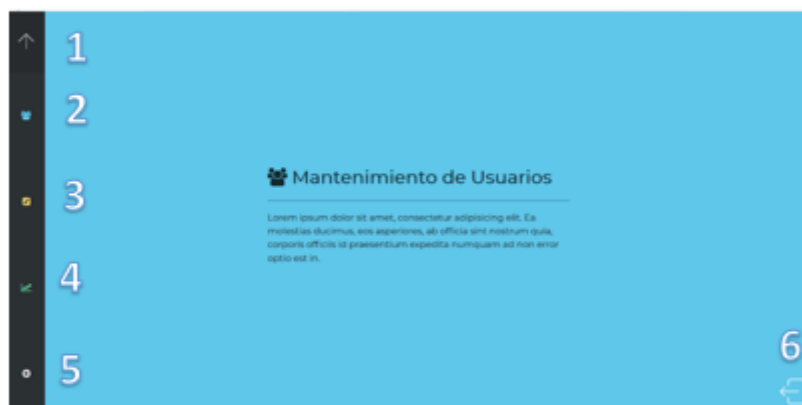 1
2
3
Mantenimiento de Usuarios
Lorem ipsum dolor sit amet, consectetur adipisicing elit. Ea
molestias ducimus, eos asperiores, ab officia sint nostrum quia,
corporis officiis id praesentium expedita numquam ad non error
optio est in.
4
5
6